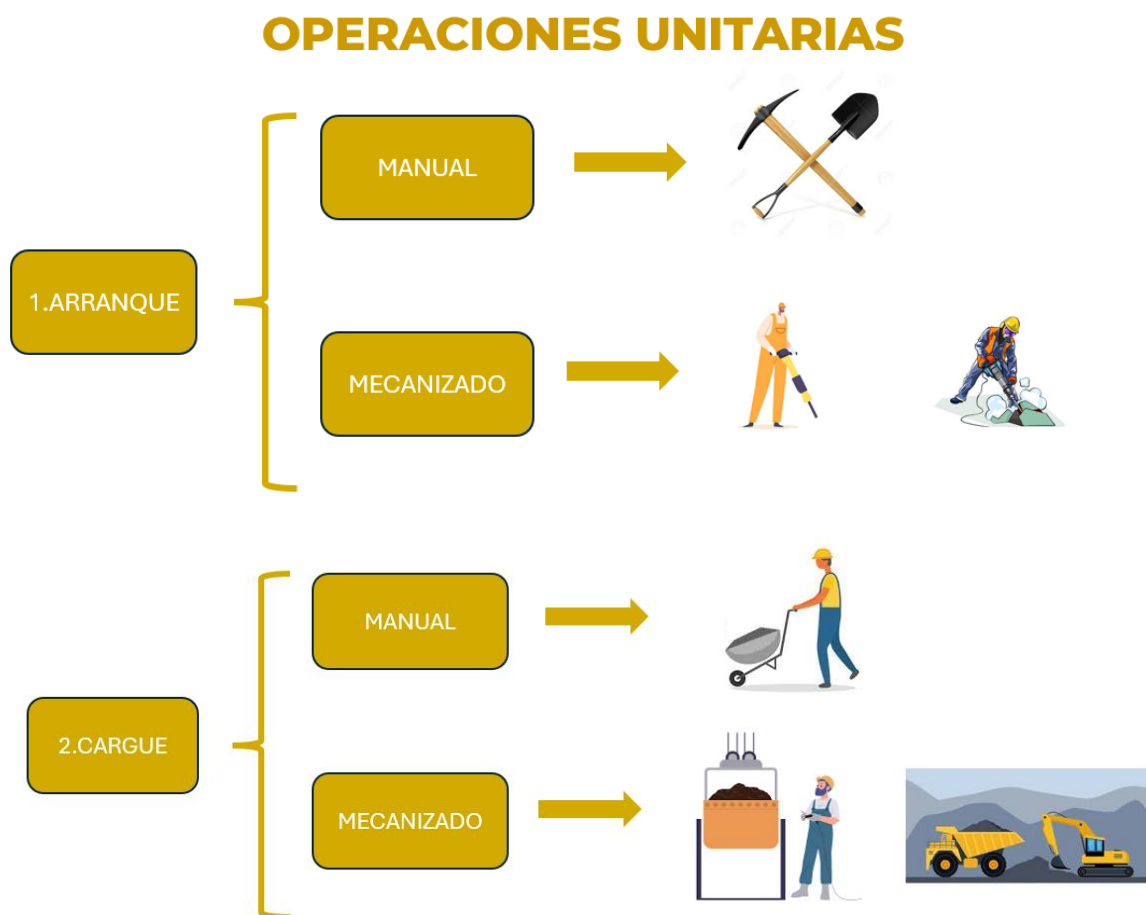 OPERACIONES UNITARIAS
1.ARRANQUE
MANUAL
MECANIZADO
2.CARGUE
MANUAL
MECANIZADO